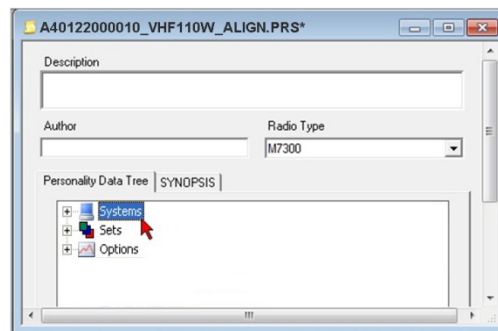 A40122000010_VHF110W_ALIGN.PRS*
Description
Author Radio Type
M7300
Personality Data Tree SYNOPSIS
Systems
Sets
Options